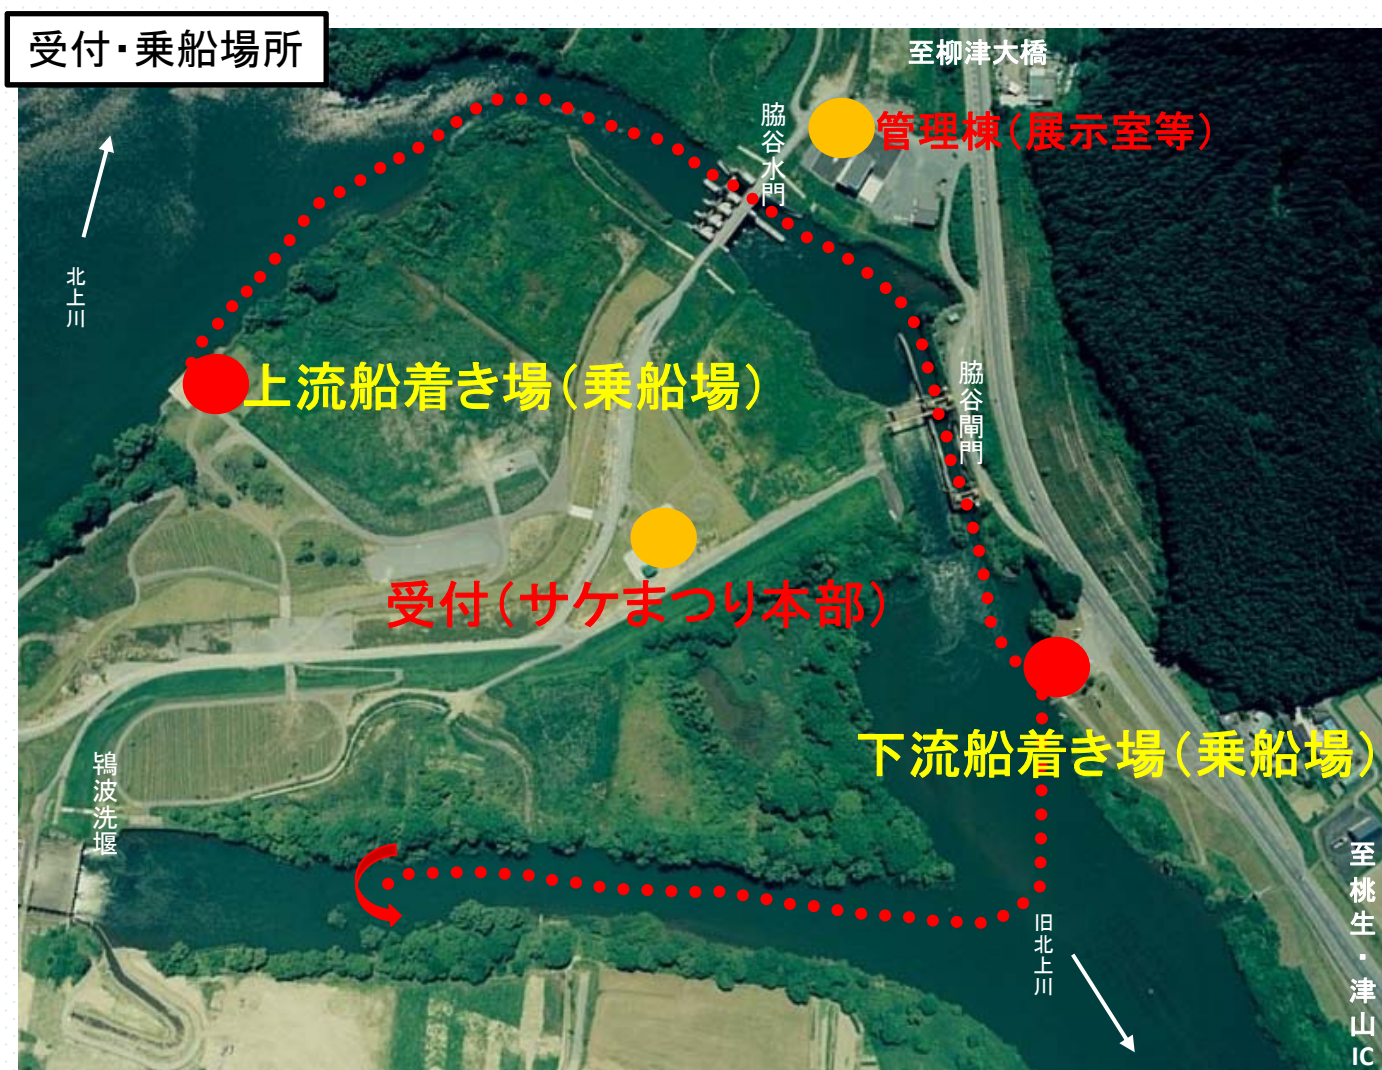 受付・乗船場所
至柳津大橋
脇谷水門
管理棟(展示室等)
北上川
上流船着き場(乗船場)
脇谷閘門
受付(サケまつり本部)
下流船着き場(乗船場)
鴇波洗堰
至桃生・津山IC
旧北上川